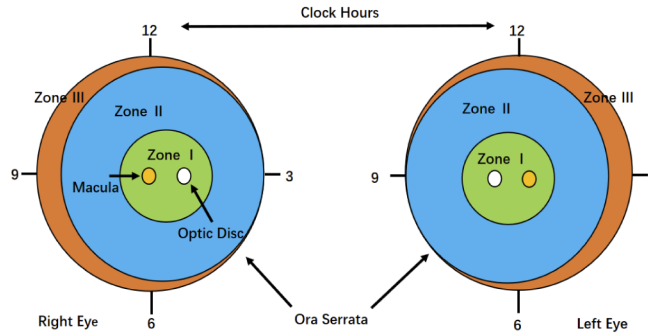 Clock Hours
12
12
Zone III
Zone II
Zone II
Zone III
Zone I
Zone I
9
3
9
Macula
Optic Disc
Right Eye
6
Ora Serrata
6
Left Eye